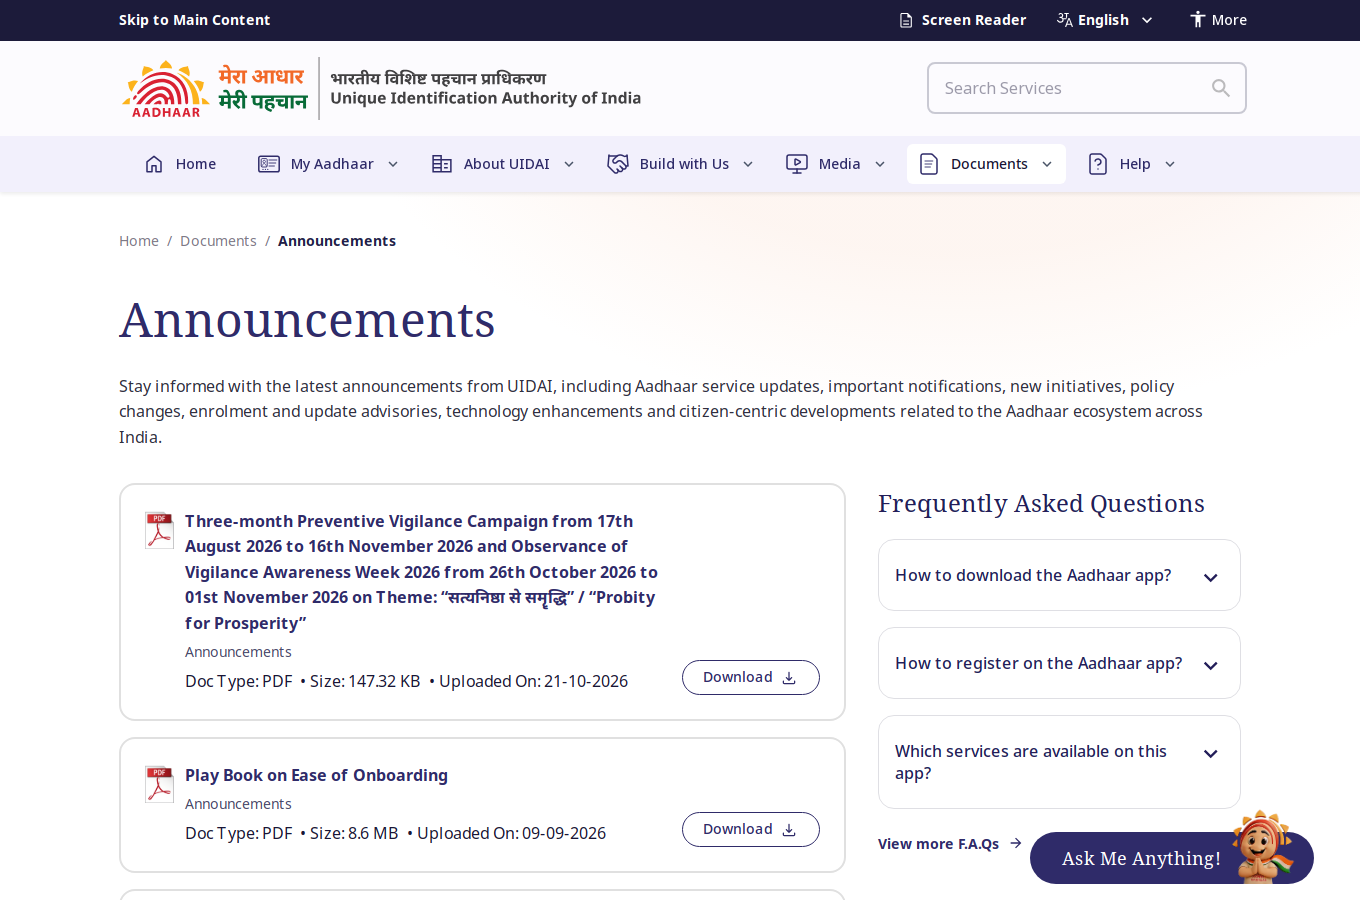 Skip to Main Content
Screen Reader
English
More
मेरा आधार
मेरी पहचान
AADHAAR
भारतीय विशिष्ट पहचान प्राधिकरण
Unique Identification Authority of India
Search Services
Home
My Aadhaar
About UIDAI
Build with Us
Media
Documents
Help
Home / Documents / Announcements
Announcements
Stay informed with the latest announcements from UIDAI, including Aadhaar service updates, important notifications, new initiatives, policy
changes, enrolment and update advisories, technology enhancements and citizen-centric developments related to the Aadhaar ecosystem across
India.
PDF
Three-month Preventive Vigilance Campaign from 17th
August 2026 to 16th November 2026 and Observance of
Vigilance Awareness Week 2026 from 26th October 2026 to
01st November 2026 on Theme: “सत्यनिष्ठा से समृद्धि” / “Probity
for Prosperity”
Announcements
Doc Type: PDF • Size: 147.32 KB • Uploaded On: 21-10-2026
Download
PDF
Play Book on Ease of Onboarding
Announcements
Doc Type: PDF • Size: 8.6 MB • Uploaded On: 09-09-2026
Download
Frequently Asked Questions
How to download the Aadhaar app?
How to register on the Aadhaar app?
Which services are available on this
app?
View more F.A.Qs
Ask Me Anything!